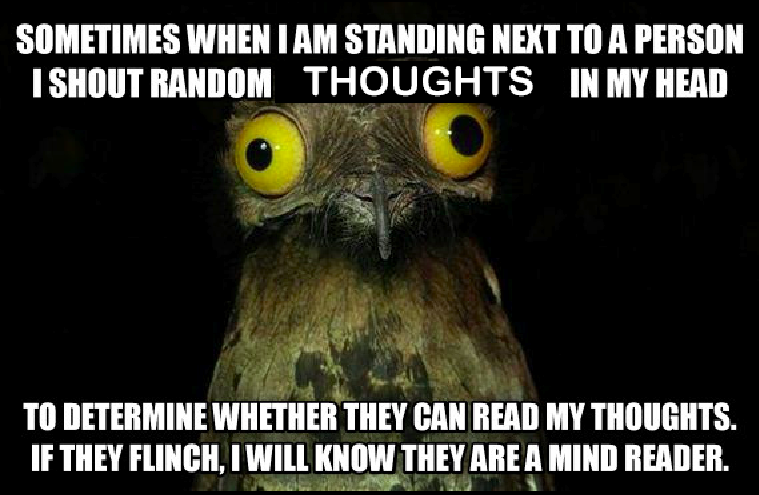 SOMETIMES WHEN I AM STANDING NEXT TO A PERSON
I SHOUT RANDOM THOUGHTS IN MY HEAD
TO DETERMINE WHETHER THEY CAN READ MY THOUGHTS.
IF THEY FLINCH, I WILL KNOW THEY ARE A MIND READER.